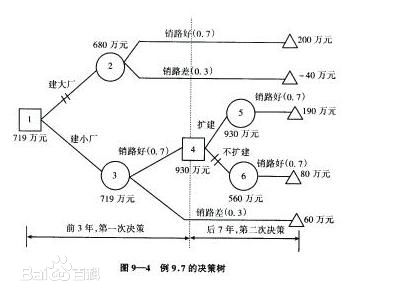 680 万元
2
销路好(0.7)
200 万元
销路差(0.3)
-40 万元
建大厂
1
719 万元
建小厂
3
719 万元
销路好(0.7)
4
930 万元
扩建
5
930 万元
销路好(0.7)
190 万元
不扩建
6
560 万元
销路好(0.7)
80 万元
销路差(0.3)
60 万元
前 3 年,第一次决策
后 7 年,第二次决策
Bai百科
图 9—4 例 9.7 的决策树